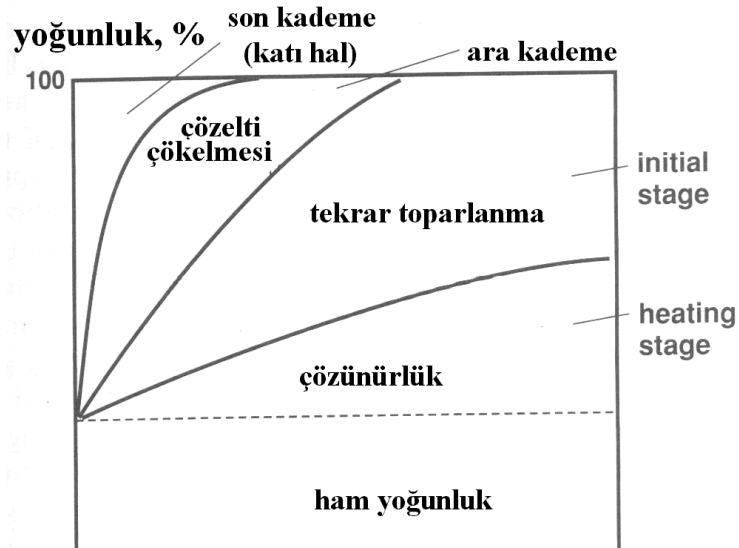 yoğunluk, %
son kademe
(katı hal)
ara kademe
100
çözelti
çökelmesi
initial
stage
tekrar toparlanma
heating
stage
çözünürlük
ham yoğunluk